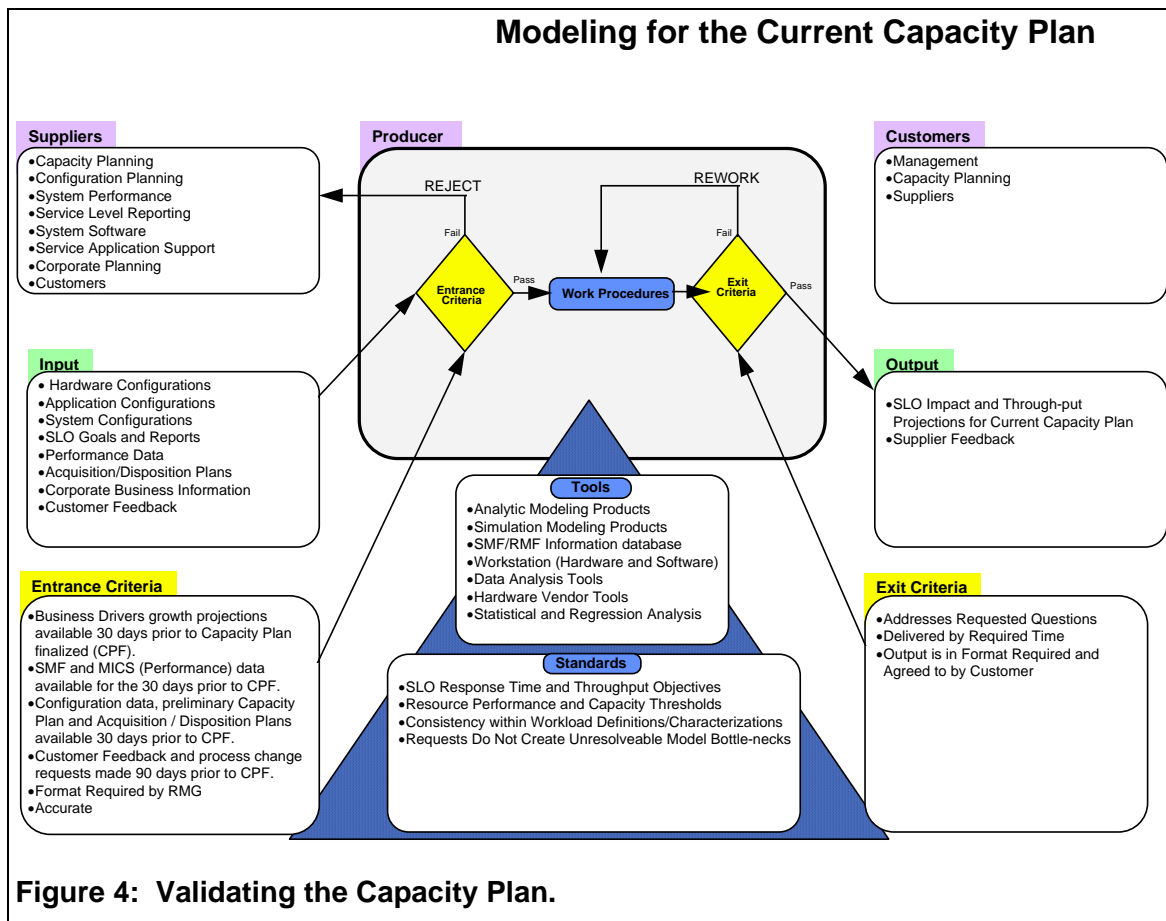 Modeling for the Current Capacity Plan
Suppliers
•Capacity Planning
•Configuration Planning
•System Performance
•Service Level Reporting
•System Software
•Service Application Support
•Corporate Planning
•Customers
Producer
REJECT
REWORK
Fail
Fail
Entrance
Criteria
Pass
Work Procedures
Exit
Criteria
Pass
Customers
•Management
•Capacity Planning
•Suppliers
Input
• Hardware Configurations
•Application Configurations
•System Configurations
•SLO Goals and Reports
•Performance Data
•Acquisition/Disposition Plans
•Corporate Business Information
•Customer Feedback
Output
•SLO Impact and Through-put
Projections for Current Capacity Plan
•Supplier Feedback
Tools
•Analytic Modeling Products
•Simulation Modeling Products
•SMF/RMF Information database
•Workstation (Hardware and Software)
•Data Analysis Tools
•Hardware Vendor Tools
•Statistical and Regression Analysis
Entrance Criteria
•Business Drivers growth projections
available 30 days prior to Capacity Plan
finalized (CPF).
•SMF and MICS (Performance) data
available for the 30 days prior to CPF.
•Configuration data, preliminary Capacity
Plan and Acquisition / Disposition Plans
available 30 days prior to CPF.
•Customer Feedback and process change
requests made 90 days prior to CPF.
•Format Required by RMG
•Accurate
Standards
•SLO Response Time and Throughput Objectives
•Resource Performance and Capacity Thresholds
•Consistency within Workload Definitions/Characterizations
•Requests Do Not Create Unresolveable Model Bottle-necks
Exit Criteria
•Addresses Requested Questions
•Delivered by Required Time
•Output is in Format Required and
Agreed to by Customer
Figure 4:  Validating the Capacity Plan.